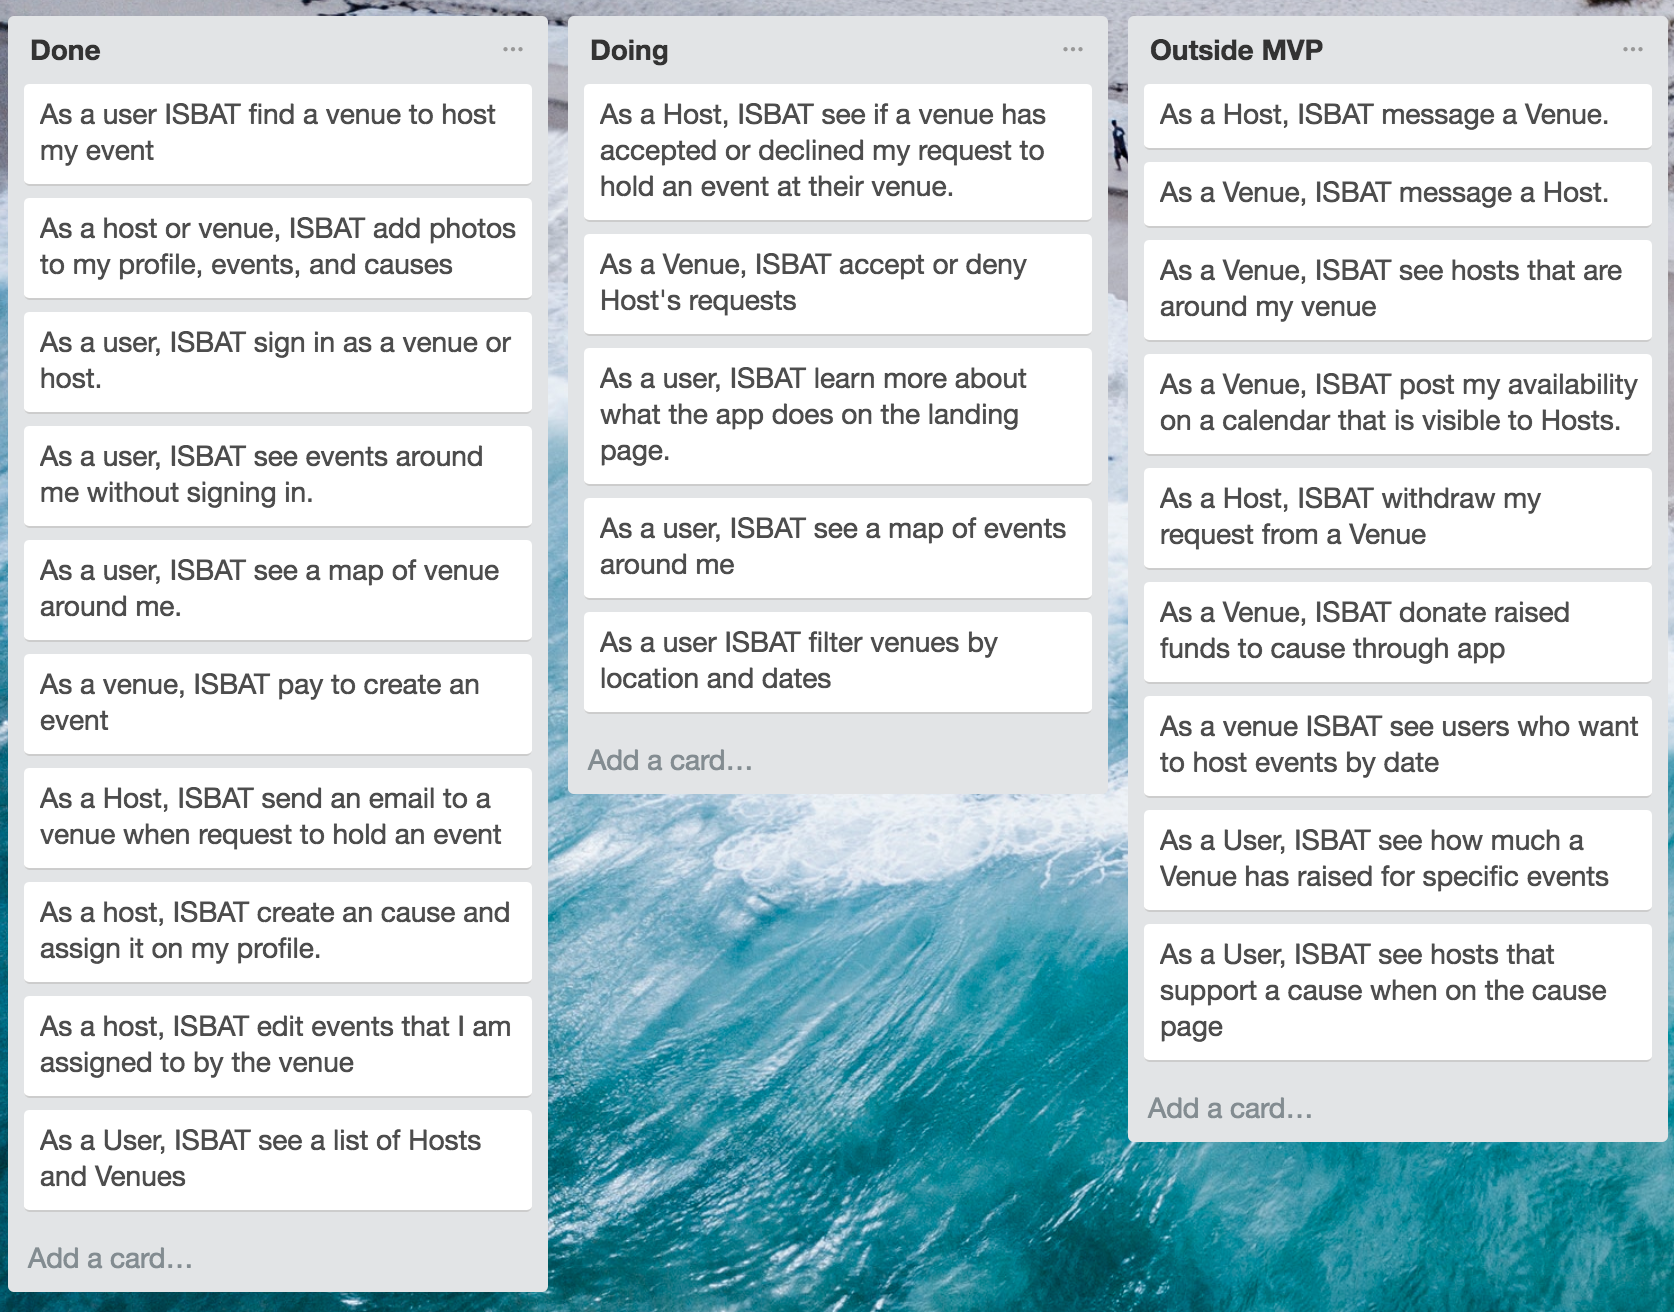 Done
As a user ISBAT find a venue to host
my event
As a host or venue, ISBAT add photos
to my profile, events, and causes
As a user, ISBAT sign in as a venue or
host.
As a user, ISBAT see events around
me without signing in.
As a user, ISBAT see a map of venue
around me.
As a venue, ISBAT pay to create an
event
As a Host, ISBAT send an email to a
venue when request to hold an event
As a host, ISBAT create an cause and
assign it on my profile.
As a host, ISBAT edit events that I am
assigned to by the venue
As a User, ISBAT see a list of Hosts
and Venues
Add a card…
Doing
As a Host, ISBAT see if a venue has
accepted or declined my request to
hold an event at their venue.
As a Venue, ISBAT accept or deny
Host's requests
As a user, ISBAT learn more about
what the app does on the landing
page.
As a user, ISBAT see a map of events
around me
As a user ISBAT filter venues by
location and dates
Add a card…
Outside MVP
As a Host, ISBAT message a Venue.
As a Venue, ISBAT message a Host.
As a Venue, ISBAT see hosts that are
around my venue
As a Venue, ISBAT post my availability
on a calendar that is visible to Hosts.
As a Host, ISBAT withdraw my
request from a Venue
As a Venue, ISBAT donate raised
funds to cause through app
As a venue ISBAT see users who want
to host events by date
As a User, ISBAT see how much a
Venue has raised for specific events
As a User, ISBAT see hosts that
support a cause when on the cause
page
Add a card…